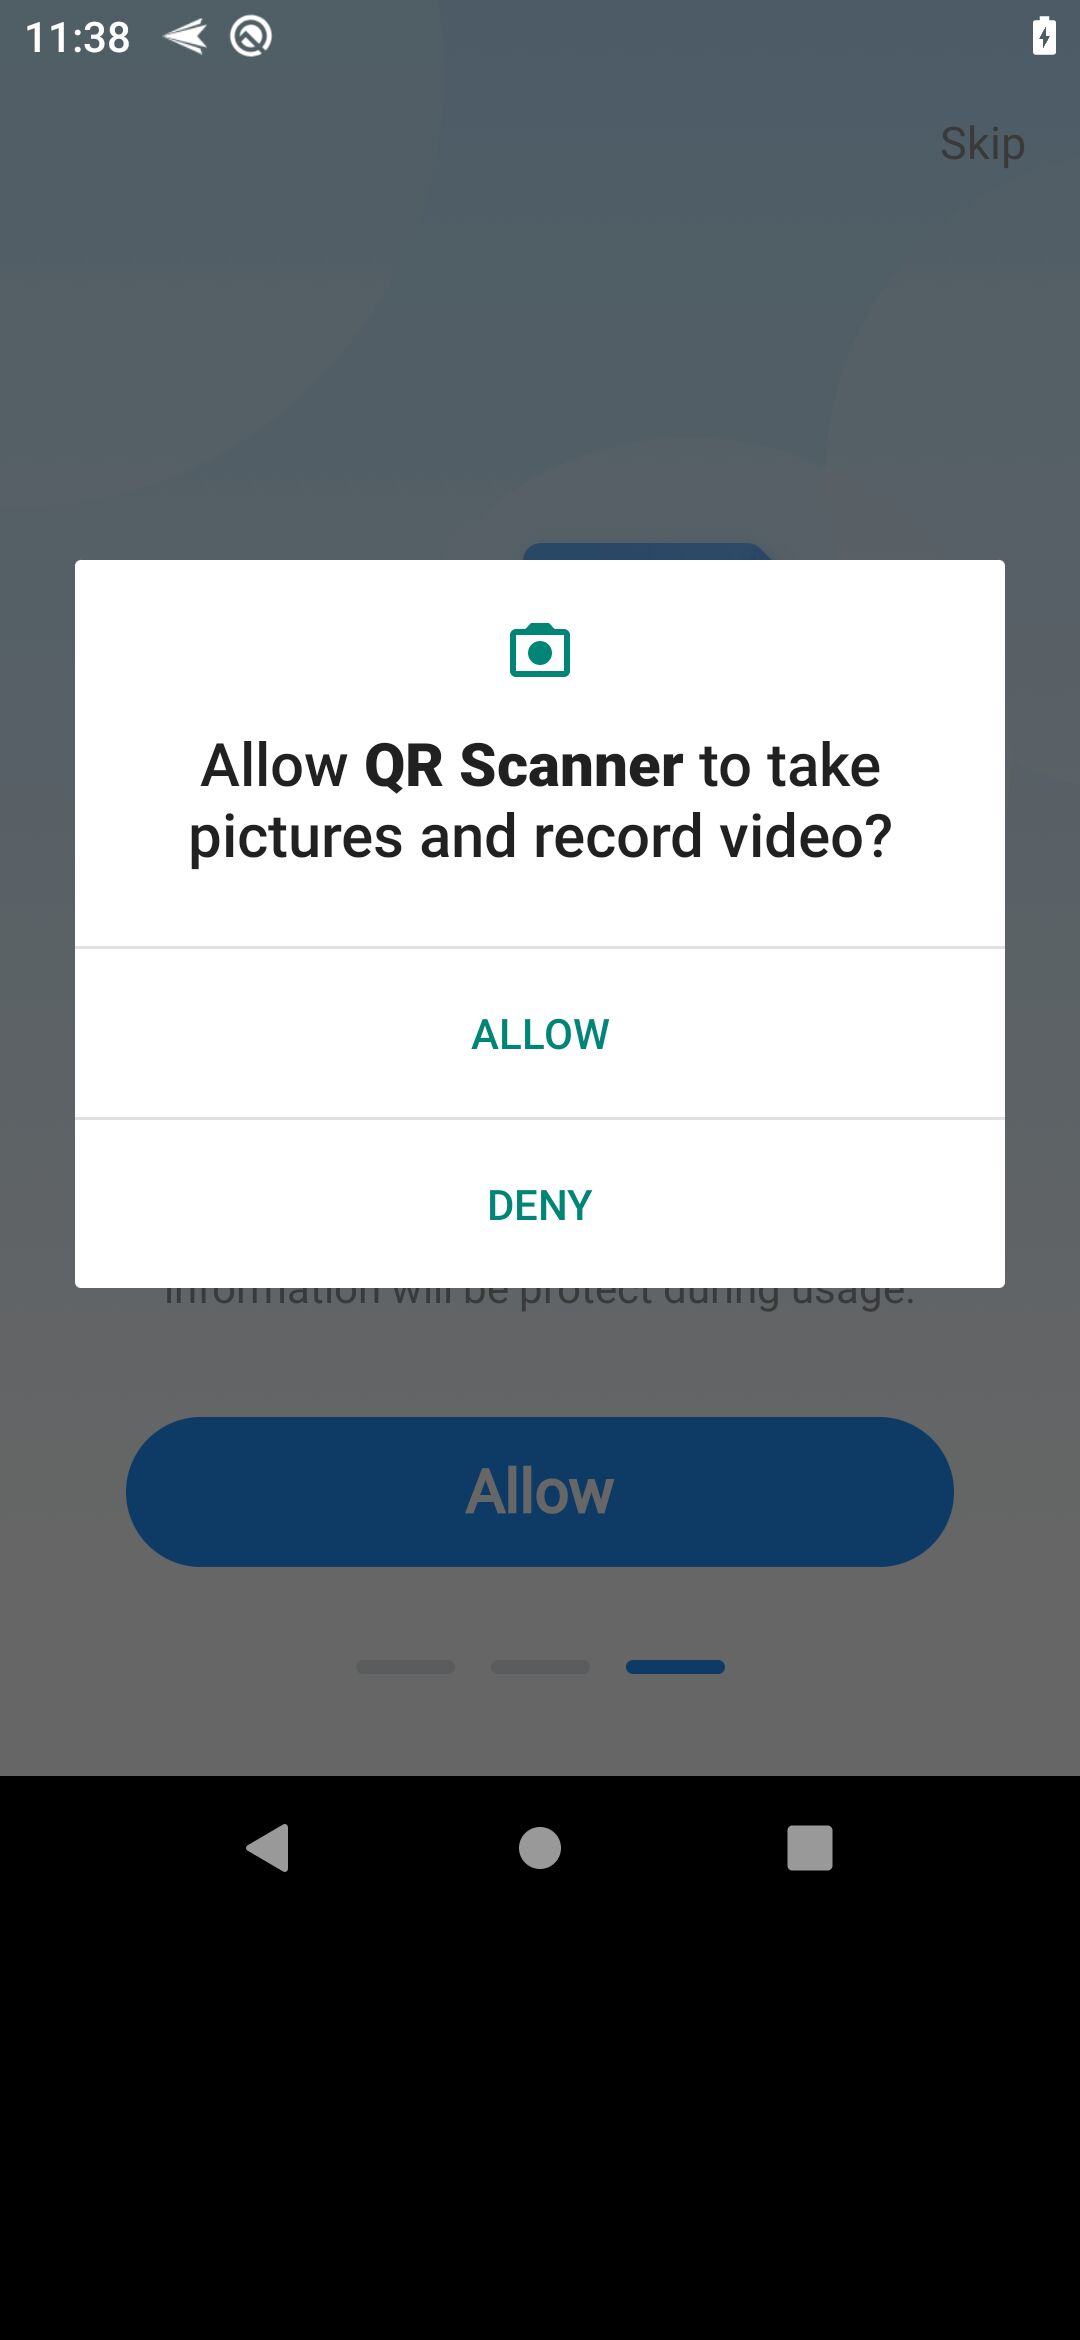 11:38
Skip
Allow QR Scanner to take
pictures and record video?
ALLOW
DENY
information will be protect during usage.
Allow